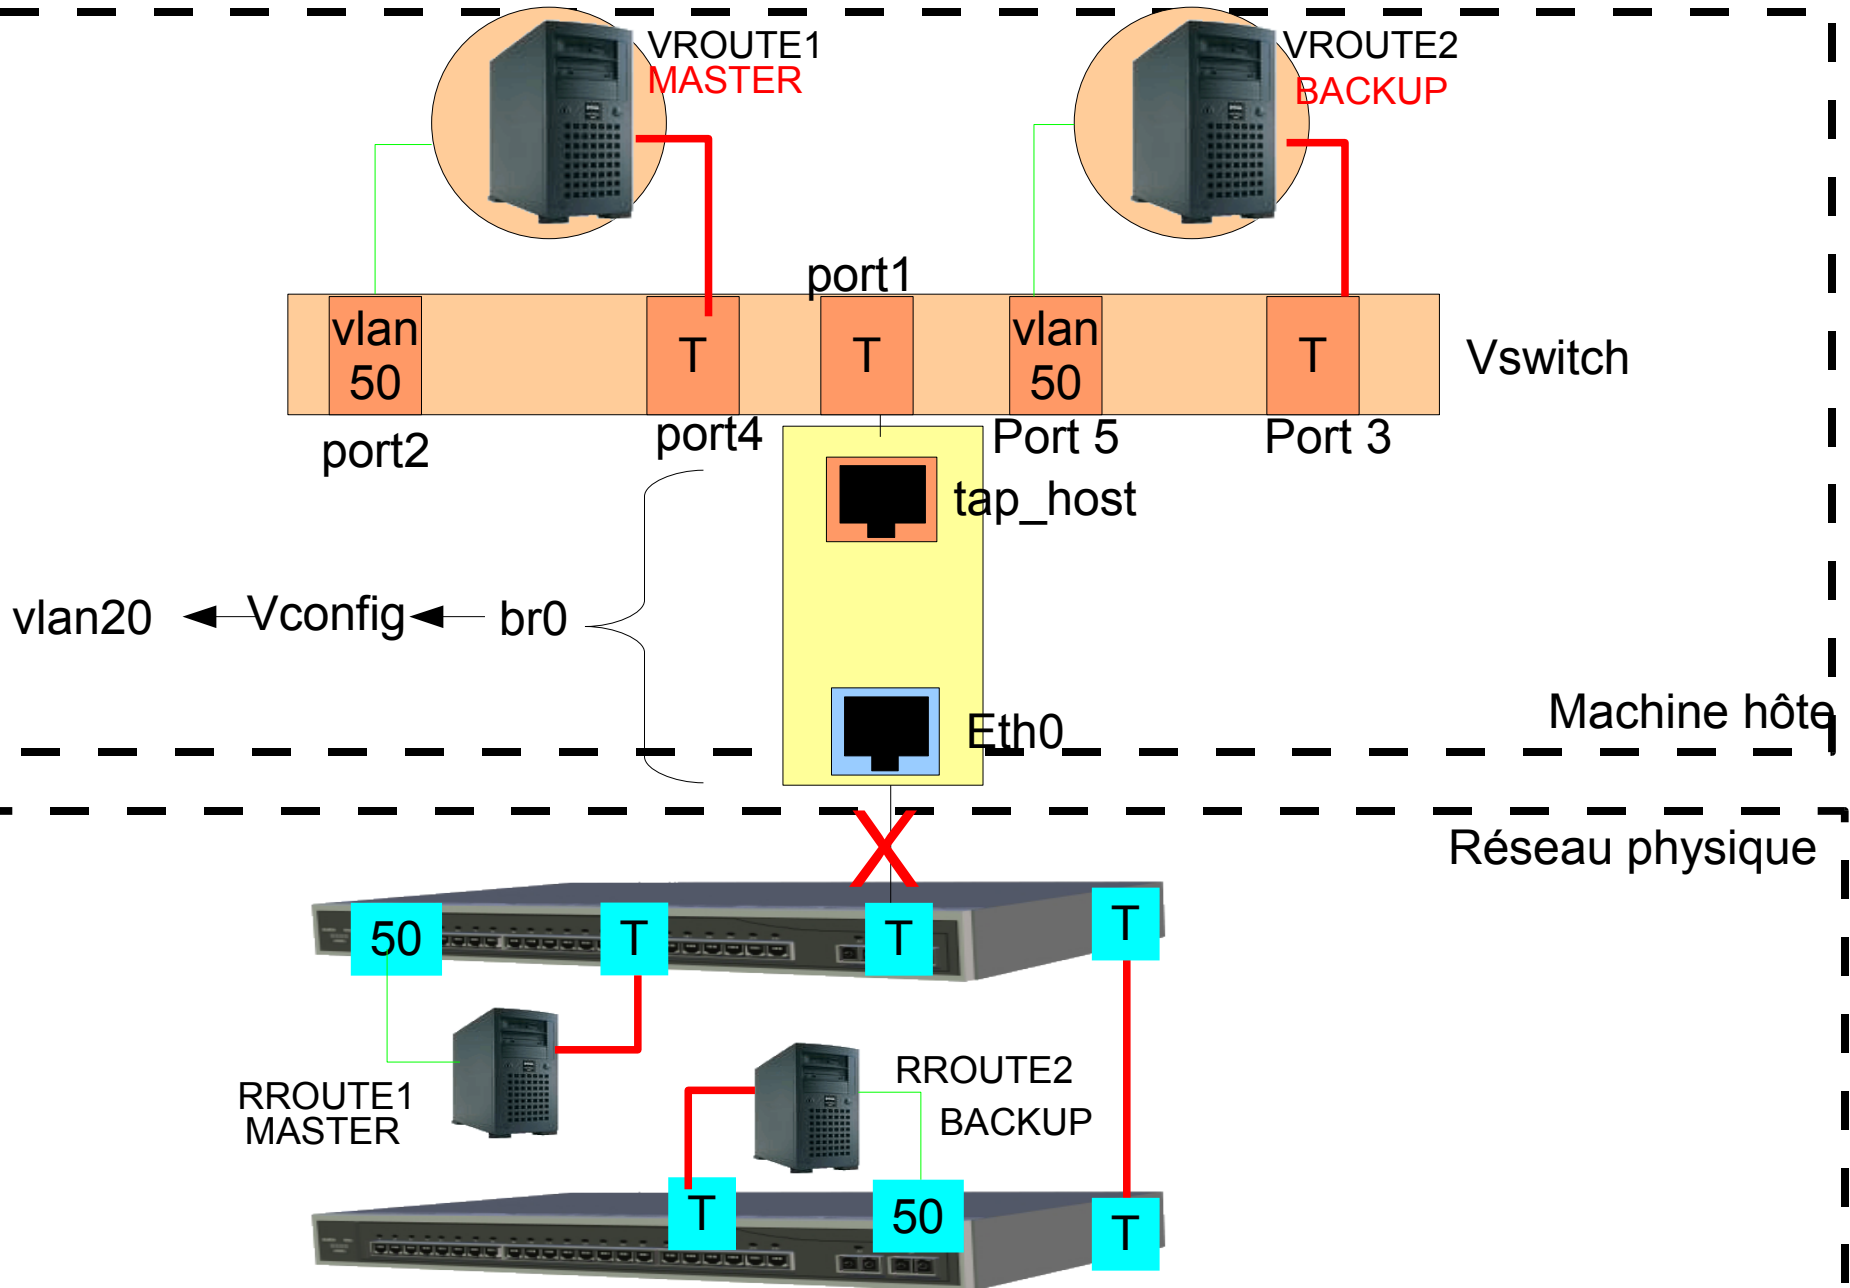 VROUTE1
MASTER
VROUTE2
BACKUP
port1
vlan
50
T
T
vlan
50
T
Vswitch
port2
port4
Port 5
Port 3
tap_host
vlan20
Vconfig
br0
Machine hôte
Eth0
Réseau physique
X
50
T
T
T
RROUTE1
MASTER
RROUTE2
BACKUP
T
50
T